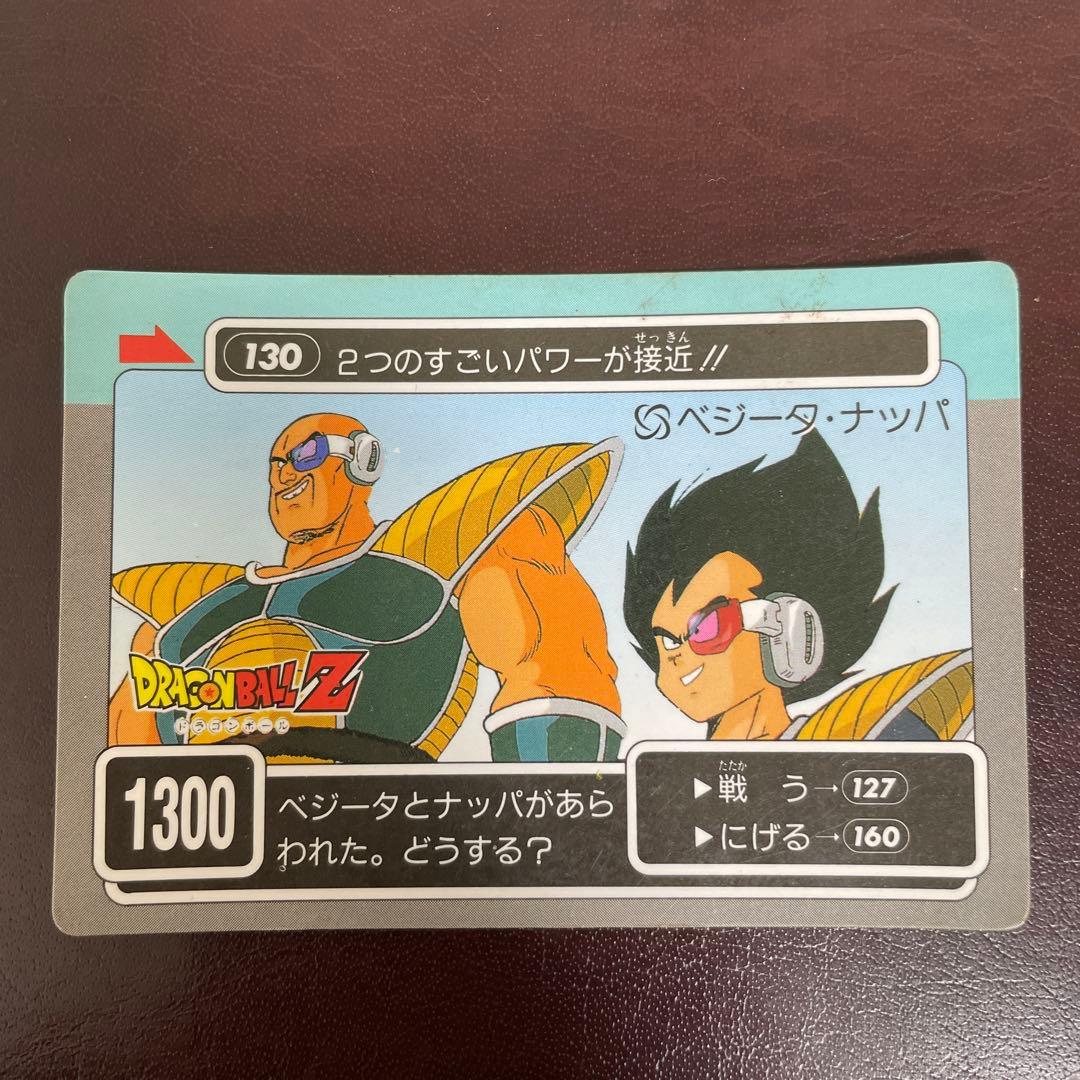 130 2つのすごいパワーが接近!!
せっ きん
ベジータ・ナッパ
DRAGONBALL Z
ドラゴンボール
1300
ベジータとナッパがあら
われた。どうする?
たたか
▶戦 う→127
▶にげる→160